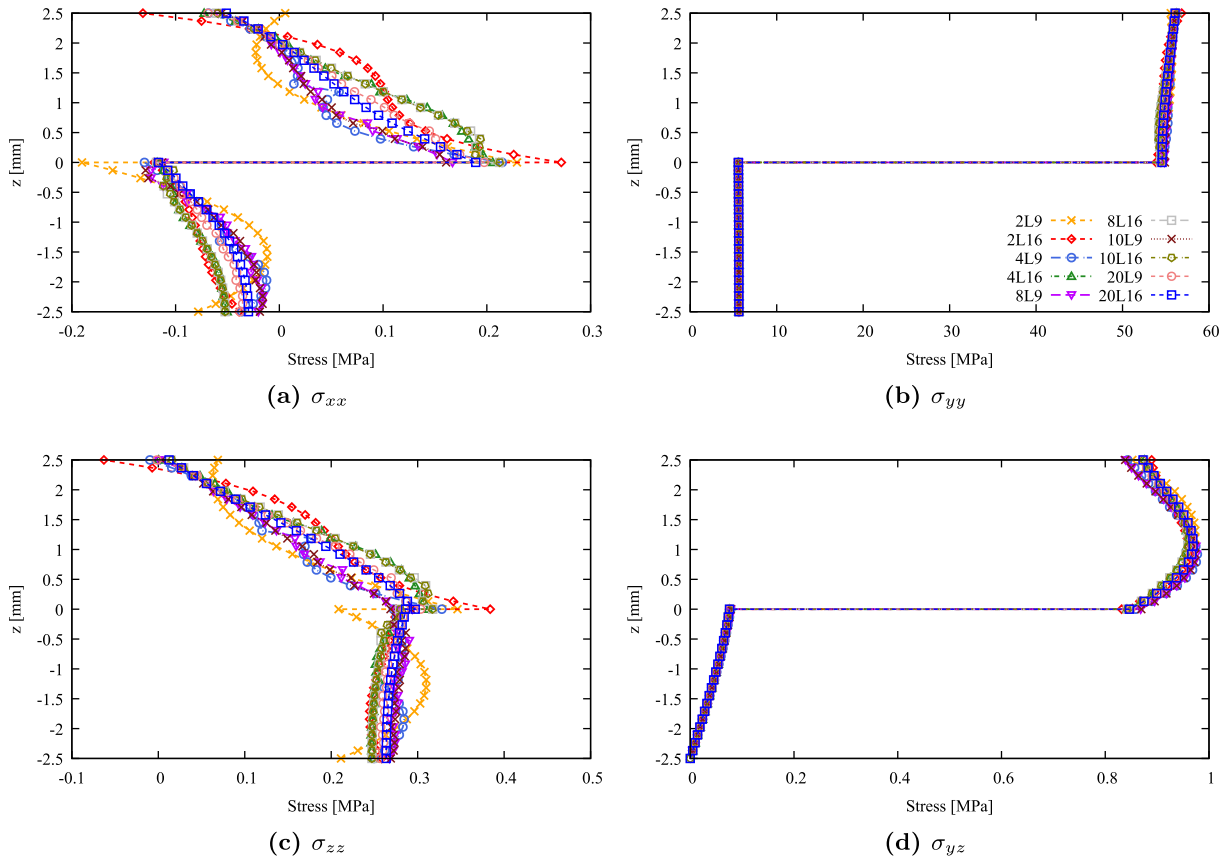 2.5
2
1.5
1
0.5
0
-0.5
-1
-1.5
-2
-2.5
z [mm]
-0.2 -0.1 0 0.1 0.2 0.3
Stress [MPa]
(a) σxx
2.5
2
1.5
1
0.5
0
-0.5
-1
-1.5
-2
-2.5
z [mm]
2L9 8L16
2L16 10L9
4L9 10L16
4L16 20L9
8L9 20L16
0 10 20 30 40 50 60
Stress [MPa]
(b) σyy
2.5
2
1.5
1
0.5
0
-0.5
-1
-1.5
-2
-2.5
z [mm]
-0.1 0 0.1 0.2 0.3 0.4 0.5
Stress [MPa]
(c) σzz
2.5
2
1.5
1
0.5
0
-0.5
-1
-1.5
-2
-2.5
z [mm]
0 0.2 0.4 0.6 0.8 1
Stress [MPa]
(d) σyz